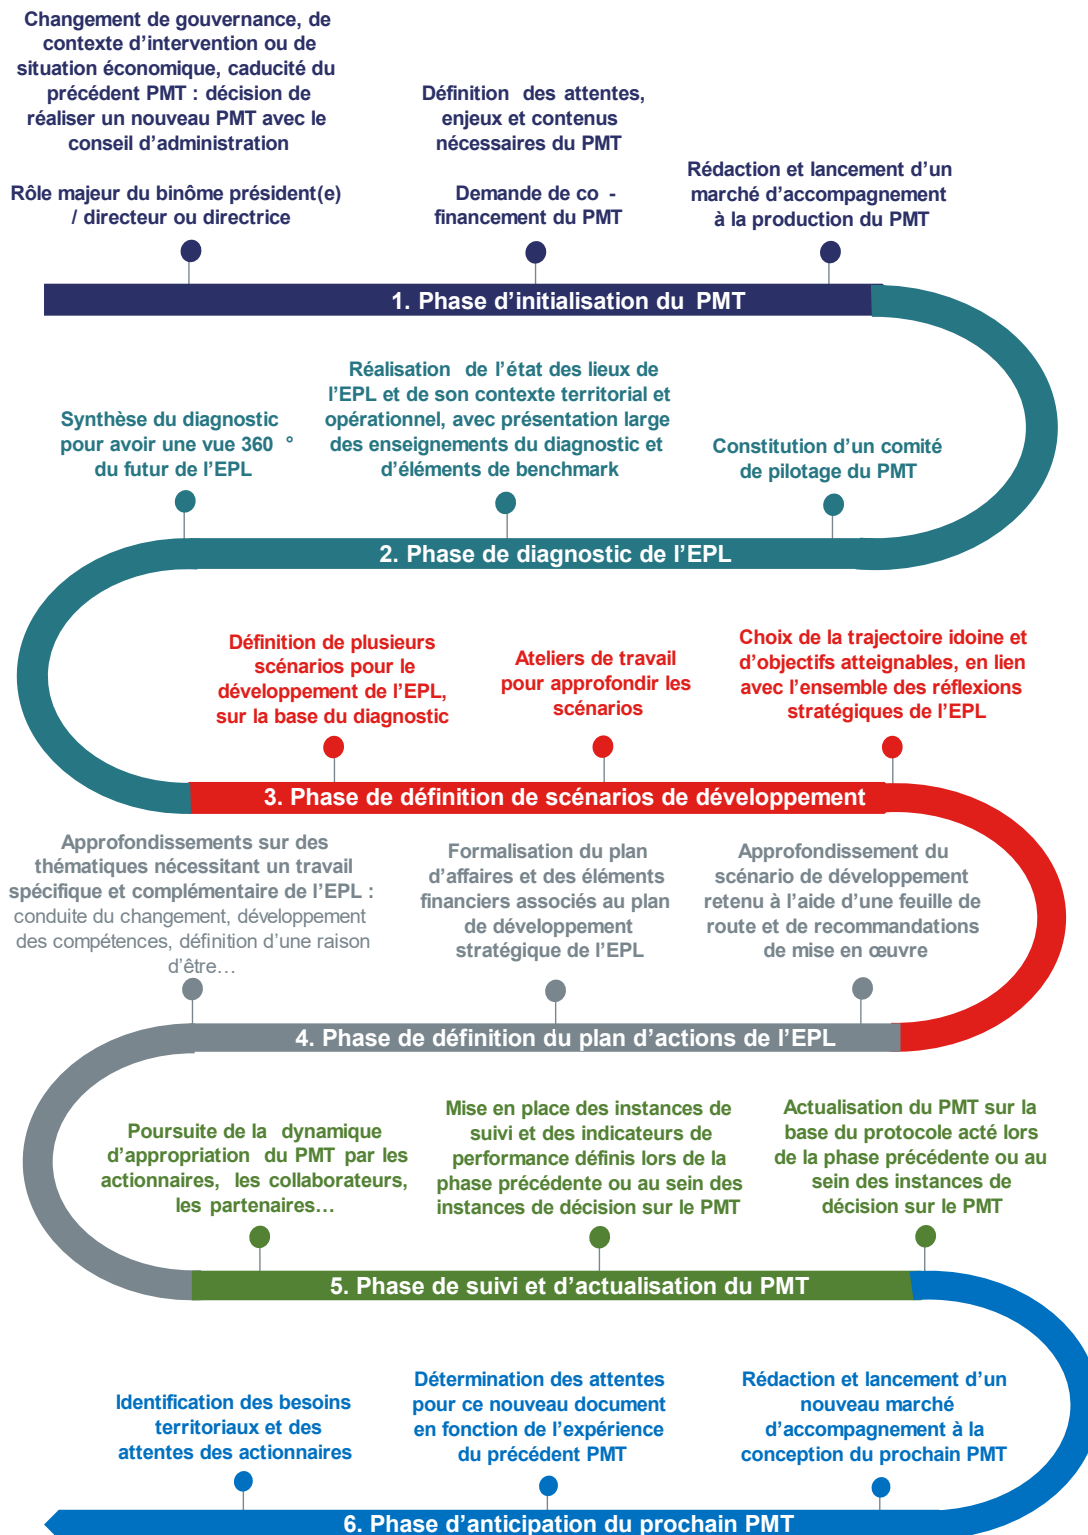 Changement de gouvernance, de
contexte d'intervention ou de
situation économique, caducité du
précédent PMT : décision de
réaliser un nouveau PMT avec le
conseil d'administration
Rôle majeur du binôme président(e)
/ directeur ou directrice
Définition des attentes,
enjeux et contenus
nécessaires du PMT
Demande de co -
financement du PMT
Rédaction et lancement d'un
marché d'accompagnement
à la production du PMT
1. Phase d'initialisation du PMT
Synthèse du diagnostic
pour avoir une vue 360 °
du futur de l'EPL
Réalisation de l'état des lieux de
l'EPL et de son contexte territorial et
opérationnel, avec présentation large
des enseignements du diagnostic et
d'éléments de benchmark
Constitution d'un comité
de pilotage du PMT
2. Phase de diagnostic de l'EPL
Définition de plusieurs
scénarios pour le
développement de l'EPL,
sur la base du diagnostic
Ateliers de travail
pour approfondir les
scénarios
Choix de la trajectoire idoine et
d'objectifs atteignables, en lien
avec l'ensemble des réflexions
stratégiques de l'EPL
3. Phase de définition de scénarios de développement
Approfondissements sur des
thématiques nécessitant un travail
spécifique et complémentaire de l'EPL :
conduite du changement, développement
des compétences, définition d'une raison
d'être…
Formalisation du plan
d'affaires et des éléments
financiers associés au plan
de développement
stratégique de l'EPL
Approfondissement du
scénario de développement
retenu à l'aide d'une feuille de
route et de recommandations
de mise en œuvre
4. Phase de définition du plan d'actions de l'EPL
Poursuite de la dynamique
d'appropriation du PMT par les
actionnaires, les collaborateurs,
les partenaires…
Mise en place des instances de
suivi et des indicateurs de
performance définis lors de la
phase précédente ou au sein des
instances de décision sur le PMT
Actualisation du PMT sur la
base du protocole acté lors
de la phase précédente ou au
sein des instances de
décision sur le PMT
5. Phase de suivi et d'actualisation du PMT
Identification des besoins
territoriaux et des
attentes des actionnaires
Détermination des attentes
pour ce nouveau document
en fonction de l'expérience
du précédent PMT
Rédaction et lancement d'un
nouveau marché
d'accompagnement à la
conception du prochain PMT
6. Phase d'anticipation du prochain PMT